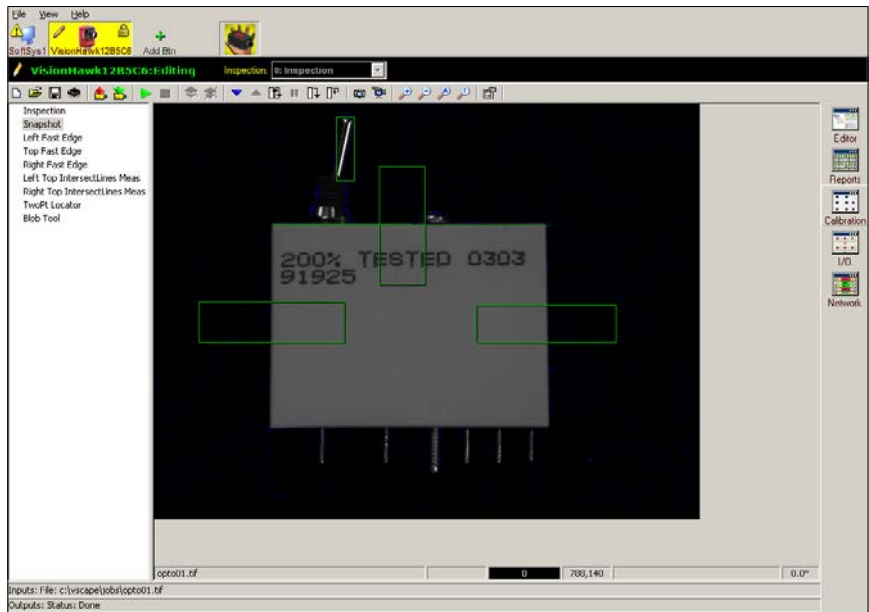 File View Help
SoftSys1 VisionHawk12B5C6 Add Btn
VisionHawk12B5C6:Editing Inspection: 0: Inspection
Inspection
Snapshot
Left Fast Edge
Top Fast Edge
Right Fast Edge
Left Top IntersectLines Meas
Right Top IntersectLines Meas
TwoPt Locator
Blob Tool
200% TESTED 0303
91925
Editor
Reports
Calibration
I/O
Network
opto01.tif 0 788,140 0.0°
Inputs: File: c:\vscape\jobs\opto01.tif
Outputs: Status: Done